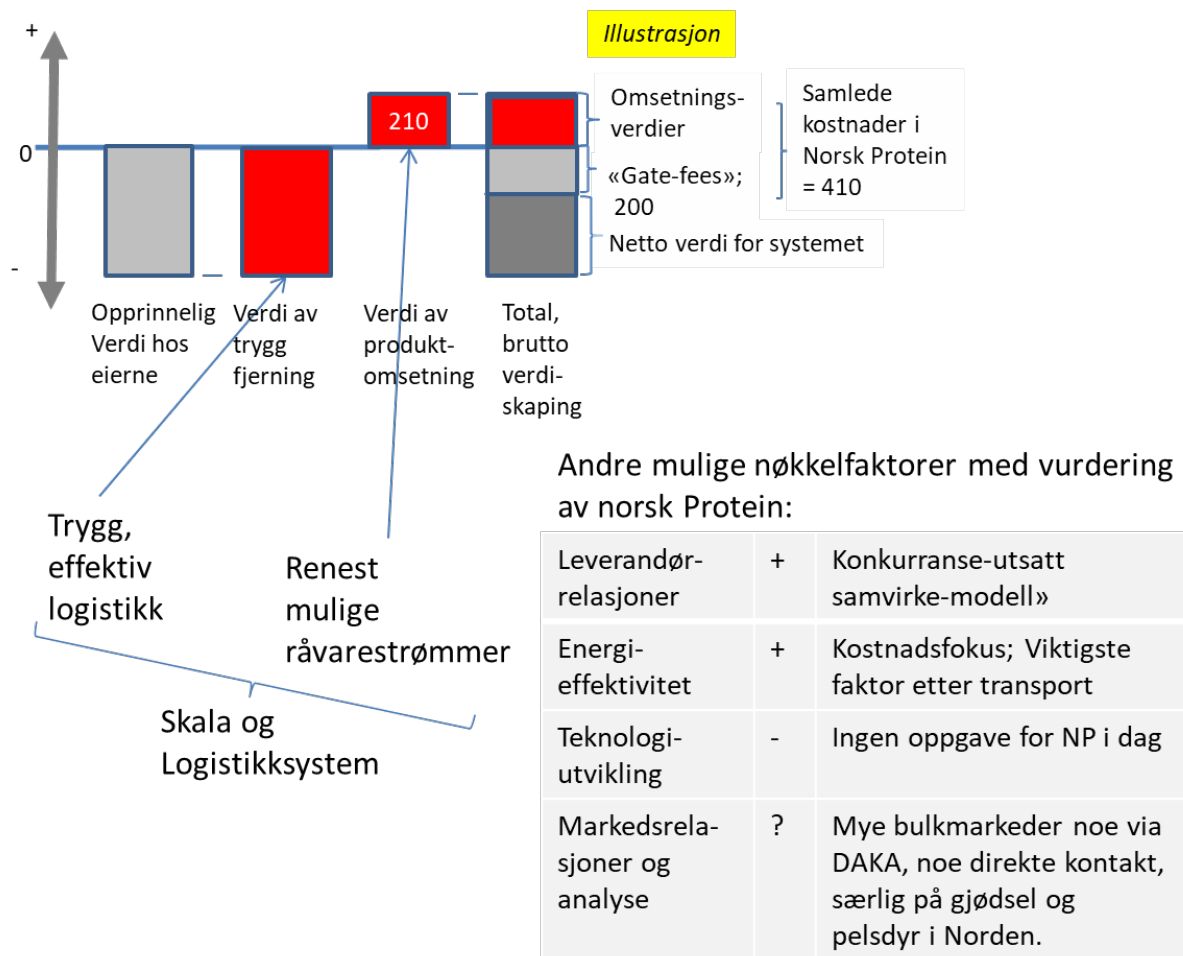 +
Illustrasjon
210
Omsetnings-
verdier
Samlede
kostnader i
Norsk Protein
= 410
0
«Gate-fees»;
200
Netto verdi for systemet
-
Opprinnelig
Verdi hos
eierne
Verdi av
trygg
fjerning
Verdi av
produkt-
omsetning
Total,
brutto
verdi-
skaping
Trygg,
effektiv
logistikk
Renest
mulige
råvarestrømmer
Skala og
Logistikksystem
Andre mulige nøkkelfaktorer med vurdering
av norsk Protein:
Leverandør-
relasjoner
+
Konkurranse-utsatt
samvirke-modell»
Energi-
effektivitet
+
Kostnadsfokus; Viktigste
faktor etter transport
Teknologi-
utvikling
-
Ingen oppgave for NP i dag
Markedsrela-
sjoner og
analyse
?
Mye bulkmarkeder noe via
DAKA, noe direkte kontakt,
særlig på gjødsel og
pelsdyr i Norden.